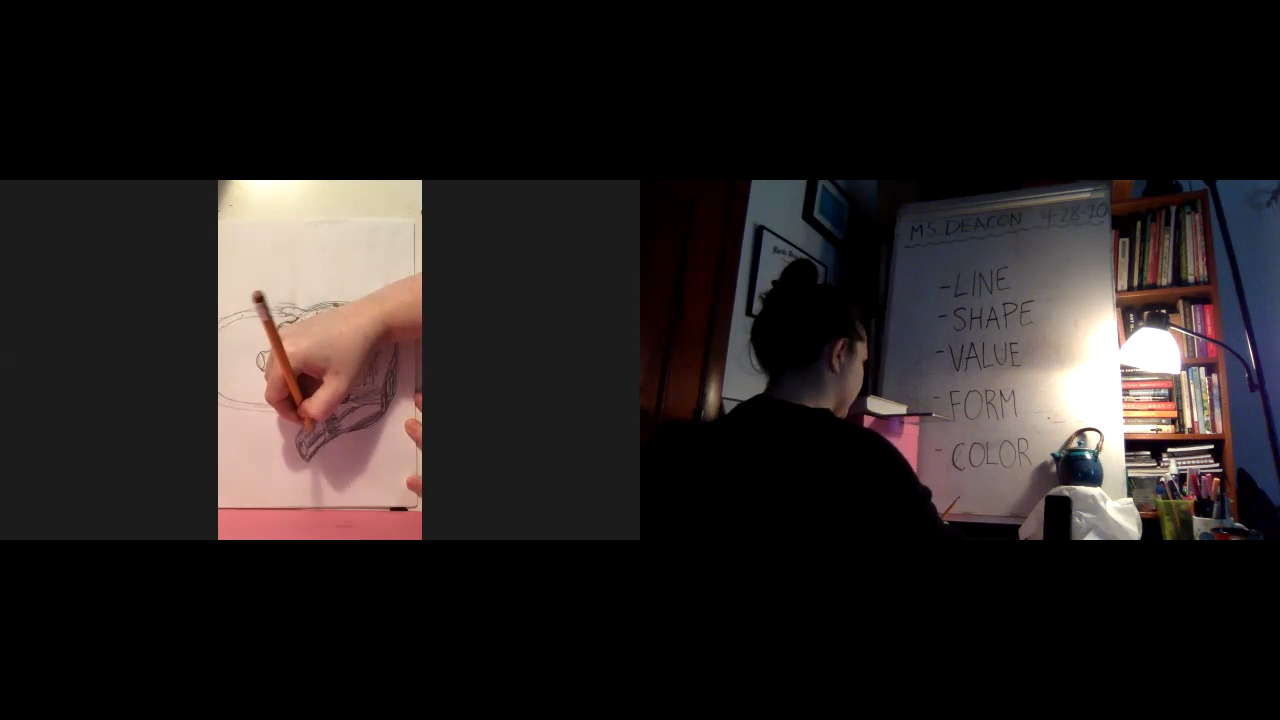 MS. DEACON 4-28-20
- LINE
- SHAPE
- VALUE
- FORM
- COLOR